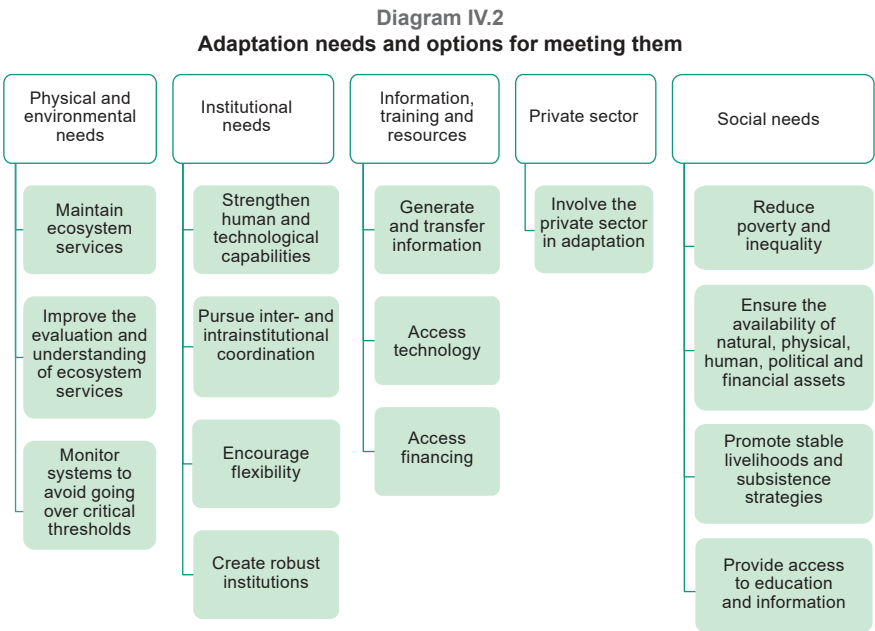 Diagram IV.2
Adaptation needs and options for meeting them
Physical and
environmental
needs
Maintain
ecosystem
services
Improve the
evaluation and
understanding
of ecosystem
services
Monitor
systems to
avoid going
over critical
thresholds
Institutional
needs
Strengthen
human and
technological
capabilities
Pursue inter- and
intrainstitutional
coordination
Encourage
flexibility
Create robust
institutions
Information,
training and
resources
Generate
and transfer
information
Access
technology
Access
financing
Private sector
Involve the
private sector
in adaptation
Social needs
Reduce
poverty and
inequality
Ensure the
availability of
natural, physical,
human, political and
financial assets
Promote stable
livelihoods and
subsistence
strategies
Provide access
to education
and information